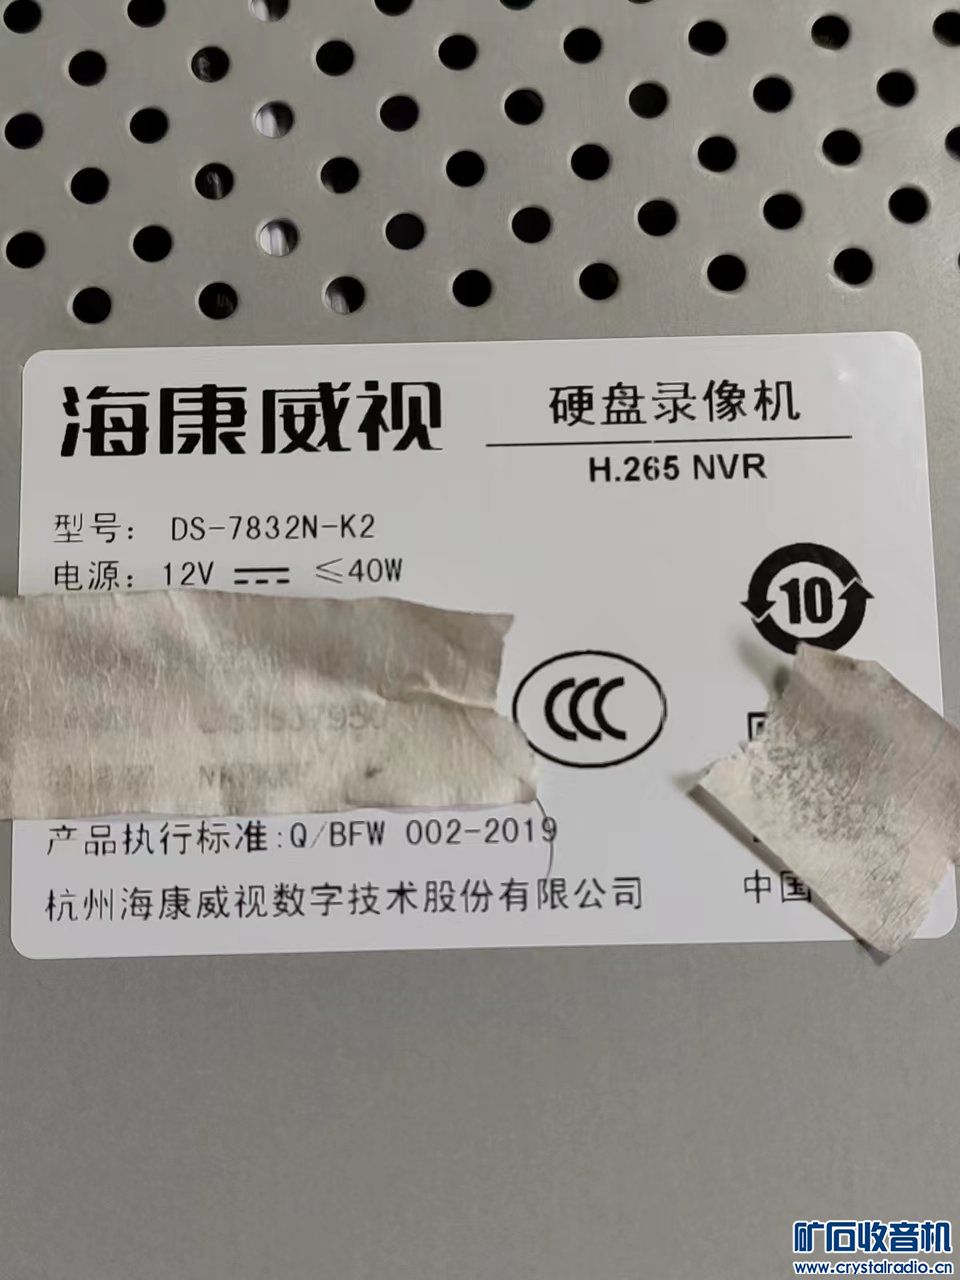 海康威视
硬盘录像机
H.265 NVR
型号: DS-7832N-K2
电源: 12V ≤40W
10
CCC
产品执行标准:Q/BFW 002-2019
杭州海康威视数字技术股份有限公司
中国
矿石收音机
www.crystalradio.cn